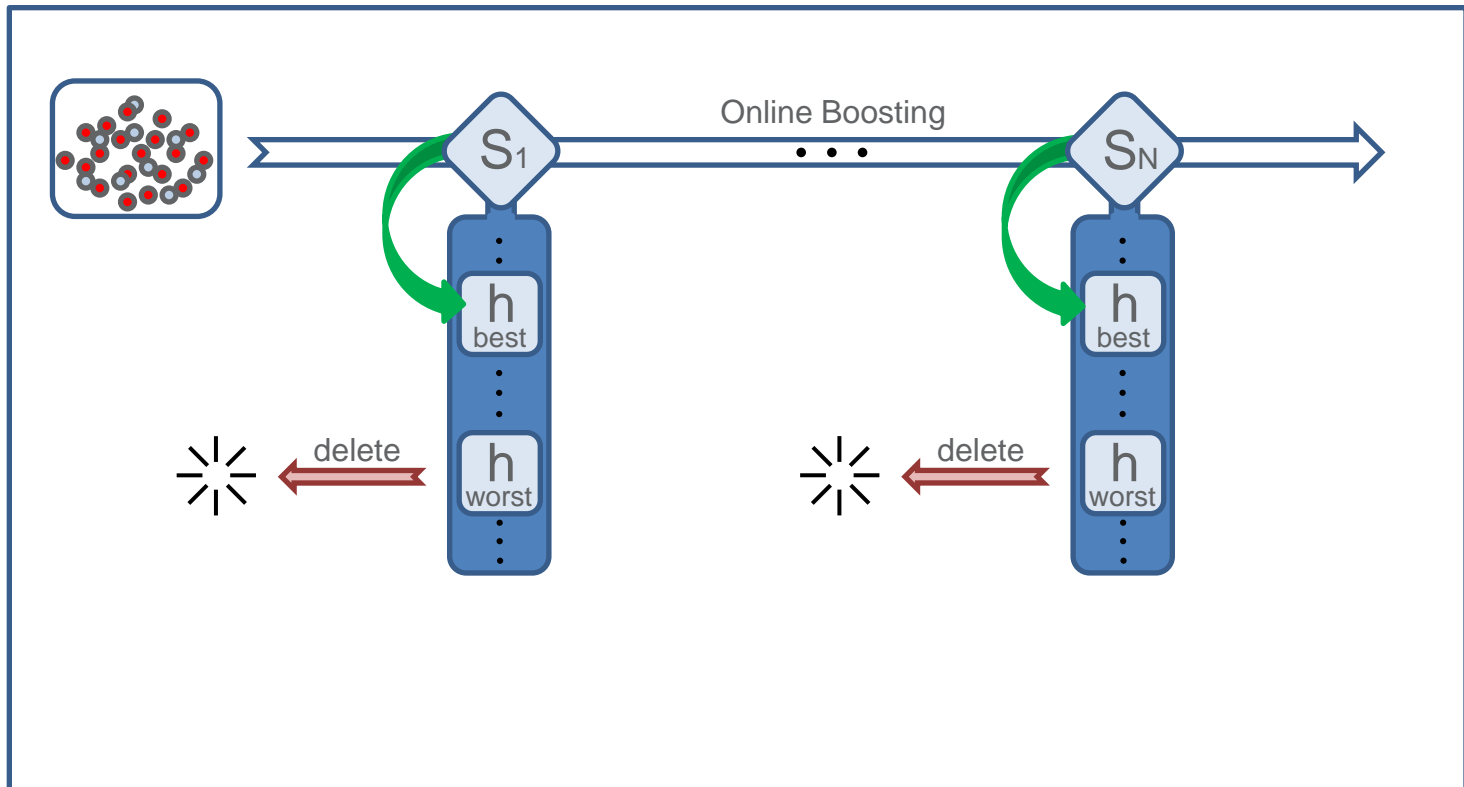 Online Boosting
S1
...
SN
h
best
h
best
delete
h
worst
delete
h
worst